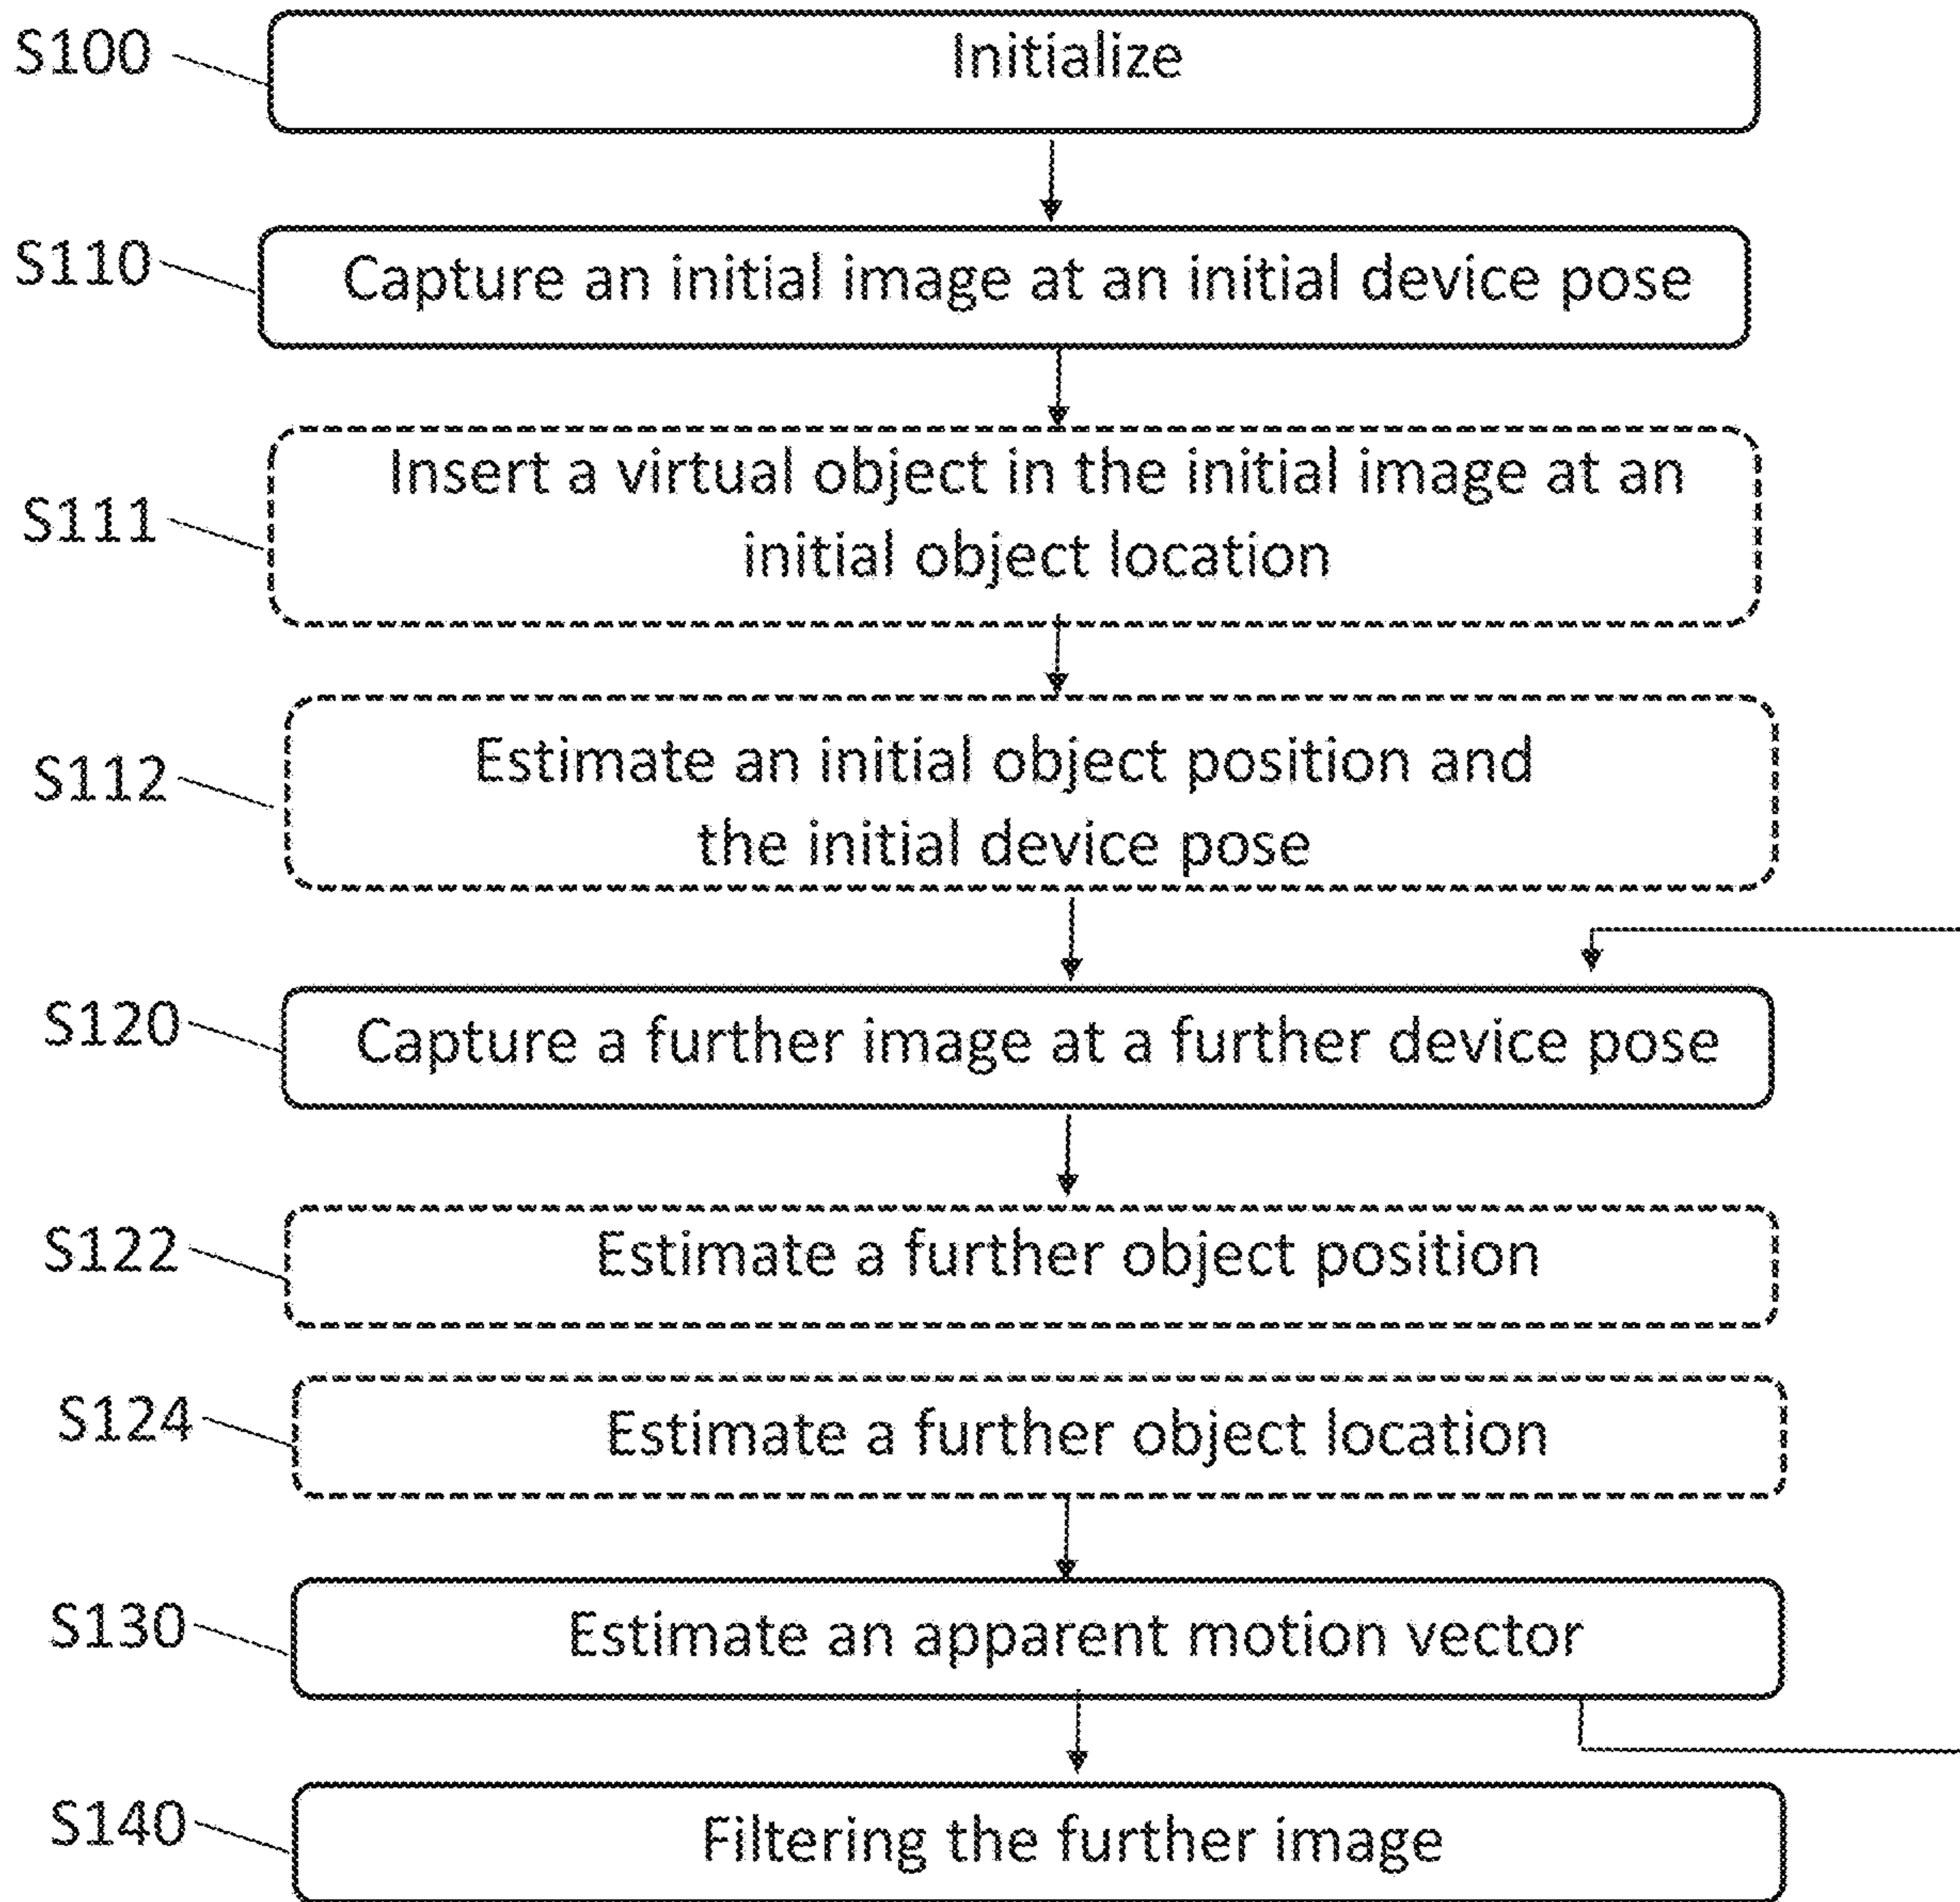 S100
Initialize
S110
Capture an initial image at an initial device pose
S111
Insert a virtual object in the initial image at an
initial object location
S112
Estimate an initial object position and
the initial device pose
S120
Capture a further image at a further device pose
S122
Estimate a further object position
S124
Estimate a further object location
S130
Estimate an apparent motion vector
S140
Filtering the further image